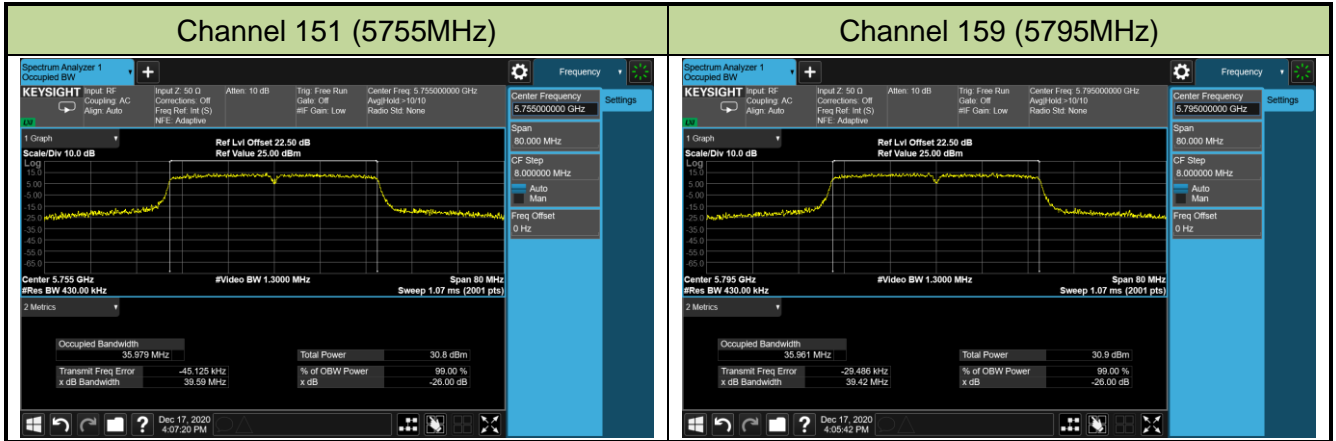 Channel 151 (5755MHz)
Spectrum Analyzer 1
Occupied BW
+
Frequency
KEYSIGHT
Input: RF
Coupling: AC
Align: Auto
Input Z: 50 Ω
Corrections: Off
Freq Ref: Int (S)
NFE: Adaptive
Atten: 10 dB
Trig: Free Run
Gate: Off
#IF Gain: Low
Center Freq: 5.755000000 GHz
Avg|Hold:>10/10
Radio Std: None
LXI
Center Frequency
5.755000000 GHz
Settings
Span
80.000 MHz
CF Step
8.000000 MHz
Auto
Man
Freq Offset
0 Hz
1 Graph
Scale/Div 10.0 dB
Ref Lvl Offset 22.50 dB
Ref Value 25.00 dBm
Log
15.0
5.00
-5.00
-15.0
-25.0
-35.0
-45.0
-55.0
-65.0
Center 5.755 GHz
#Video BW 1.3000 MHz
Span 80 MHz
#Res BW 430.00 kHz
Sweep 1.07 ms (2001 pts)
2 Metrics
Occupied Bandwidth
35.979 MHz
Total Power 30.8 dBm
Transmit Freq Error -45.125 kHz
% of OBW Power 99.00 %
x dB Bandwidth 39.59 MHz
x dB -26.00 dB
?
Dec 17, 2020
4:07:20 PM
Channel 159 (5795MHz)
Spectrum Analyzer 1
Occupied BW
+
Frequency
KEYSIGHT
Input: RF
Coupling: AC
Align: Auto
Input Z: 50 Ω
Corrections: Off
Freq Ref: Int (S)
NFE: Adaptive
Atten: 10 dB
Trig: Free Run
Gate: Off
#IF Gain: Low
Center Freq: 5.795000000 GHz
Avg|Hold:>10/10
Radio Std: None
LXI
Center Frequency
5.795000000 GHz
Settings
Span
80.000 MHz
CF Step
8.000000 MHz
Auto
Man
Freq Offset
0 Hz
1 Graph
Scale/Div 10.0 dB
Ref Lvl Offset 22.50 dB
Ref Value 25.00 dBm
Log
15.0
5.00
-5.00
-15.0
-25.0
-35.0
-45.0
-55.0
-65.0
Center 5.795 GHz
#Video BW 1.3000 MHz
Span 80 MHz
#Res BW 430.00 kHz
Sweep 1.07 ms (2001 pts)
2 Metrics
Occupied Bandwidth
35.961 MHz
Total Power 30.9 dBm
Transmit Freq Error -29.486 kHz
% of OBW Power 99.00 %
x dB Bandwidth 39.42 MHz
x dB -26.00 dB
?
Dec 17, 2020
4:05:42 PM